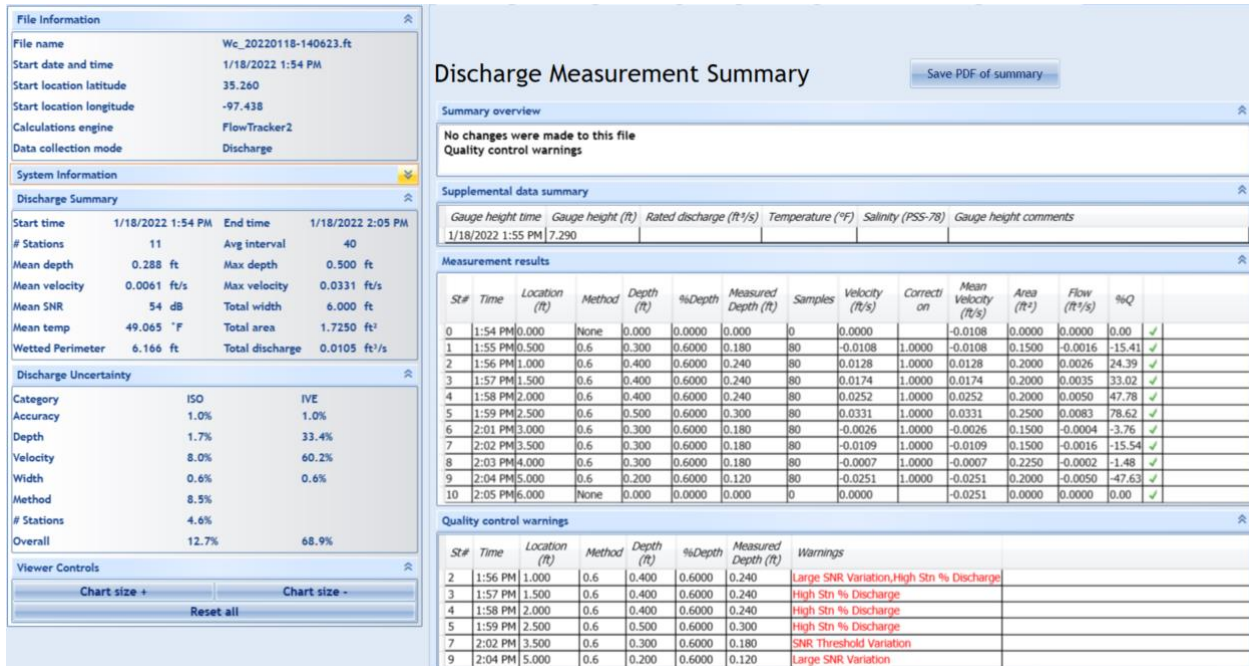 File Information
File name Wc_20220118-140623.ft
Start date and time 1/18/2022 1:54 PM
Start location latitude 35.260
Start location longitude -97.438
Calculations engine FlowTracker2
Data collection mode Discharge
System Information
Discharge Summary
Start time 1/18/2022 1:54 PM End time 1/18/2022 2:05 PM
# Stations 11 Avg interval 40
Mean depth 0.288 ft Max depth 0.500 ft
Mean velocity 0.0061 ft/s Max velocity 0.0331 ft/s
Mean SNR 54 dB Total width 6.000 ft
Mean temp 49.065 °F Total area 1.7250 ft²
Wetted Perimeter 6.166 ft Total discharge 0.0105 ft³/s
Discharge Uncertainty
Category ISO IVE
Accuracy 1.0% 1.0%
Depth 1.7% 33.4%
Velocity 8.0% 60.2%
Width 0.6% 0.6%
Method 8.5%
# Stations 4.6%
Overall 12.7% 68.9%
Viewer Controls
Chart size + Chart size -
Reset all
Discharge Measurement Summary Save PDF of summary
Summary overview
No changes were made to this file
Quality control warnings
Supplemental data summary
Gauge height time Gauge height (ft) Rated discharge (ft³/s) Temperature (°F) Salinity (PSS-78) Gauge height comments
1/18/2022 1:55 PM 7.290
Measurement results
St# Time Location (ft) Method Depth (ft) %Depth Measured Depth (ft) Samples Velocity (ft/s) Correcti on Mean Velocity (ft/s) Area (ft²) Flow (ft³/s) %Q
0 1:54 PM 0.000 None 0.000 0.0000 0.000 0 0.0000 -0.0108 0.0000 0.0000 0.00 ✓
1 1:55 PM 0.500 0.6 0.300 0.6000 0.180 80 -0.0108 1.0000 -0.0108 0.1500 -0.0016 -15.41 ✓
2 1:56 PM 1.000 0.6 0.400 0.6000 0.240 80 0.0128 1.0000 0.0128 0.2000 0.0026 24.39 ✓
3 1:57 PM 1.500 0.6 0.400 0.6000 0.240 80 0.0174 1.0000 0.0174 0.2000 0.0035 33.02 ✓
4 1:58 PM 2.000 0.6 0.400 0.6000 0.240 80 0.0252 1.0000 0.0252 0.2000 0.0050 47.78 ✓
5 1:59 PM 2.500 0.6 0.500 0.6000 0.300 80 0.0331 1.0000 0.0331 0.2500 0.0083 78.62 ✓
6 2:01 PM 3.000 0.6 0.300 0.6000 0.180 80 -0.0026 1.0000 -0.0026 0.1500 -0.0004 -3.76 ✓
7 2:02 PM 3.500 0.6 0.300 0.6000 0.180 80 -0.0109 1.0000 -0.0109 0.1500 -0.0016 -15.54 ✓
8 2:03 PM 4.000 0.6 0.300 0.6000 0.180 80 -0.0007 1.0000 -0.0007 0.2250 -0.0002 -1.48 ✓
9 2:04 PM 5.000 0.6 0.200 0.6000 0.120 80 -0.0251 1.0000 -0.0251 0.2000 -0.0050 -47.63 ✓
10 2:05 PM 6.000 None 0.000 0.0000 0.000 0 0.0000 -0.0251 0.0000 -0.0000 0.00 ✓
Quality control warnings
St# Time Location (ft) Method Depth (ft) %Depth Measured Depth (ft) Warnings
2 1:56 PM 1.000 0.6 0.400 0.6000 0.240 Large SNR Variation,High Stn % Discharge
3 1:57 PM 1.500 0.6 0.400 0.6000 0.240 High Stn % Discharge
4 1:58 PM 2.000 0.6 0.400 0.6000 0.240 High Stn % Discharge
5 1:59 PM 2.500 0.6 0.500 0.6000 0.300 High Stn % Discharge
7 2:02 PM 3.500 0.6 0.300 0.6000 0.180 SNR Threshold Variation
9 2:04 PM 5.000 0.6 0.200 0.6000 0.120 Large SNR Variation